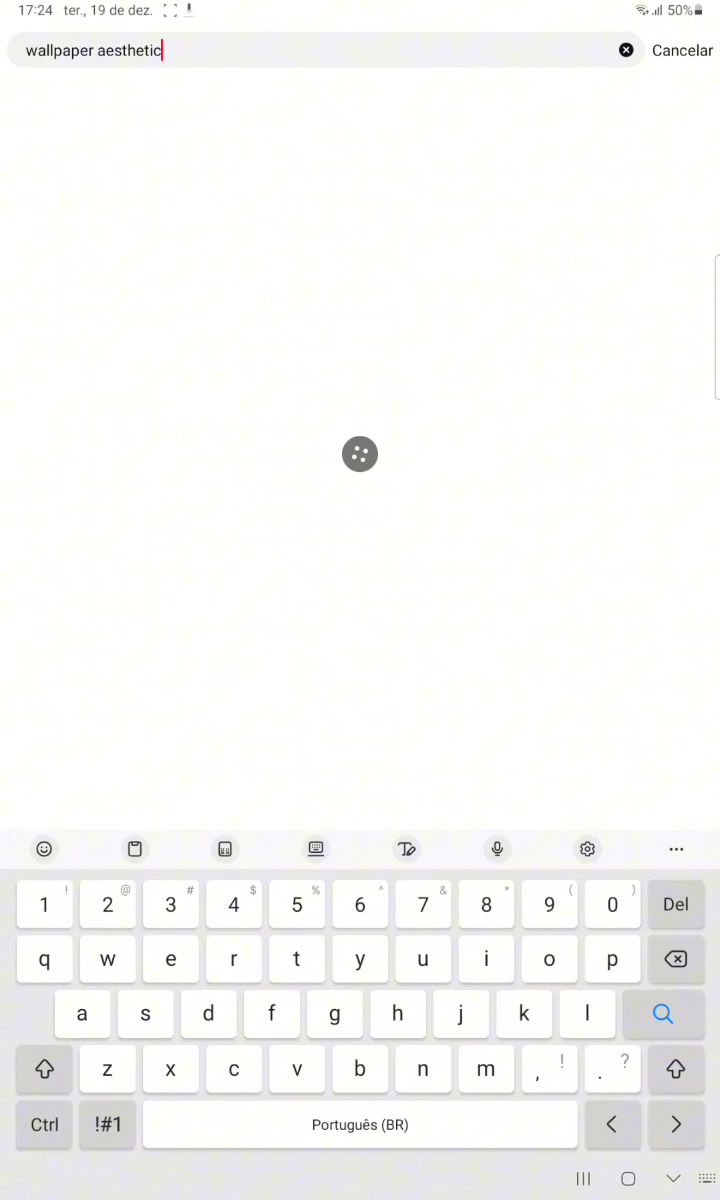 17:24 ter., 19 de dez. 50%
wallpaper aesthetic Cancelar
! @ # $ % ^ & * ( )
1 2 3 4 5 6 7 8 9 0 Del
q w e r t y u i o p
a s d f g h j k l
z x c v b n m , ! . ?
Ctrl !#1 Português (BR) < >